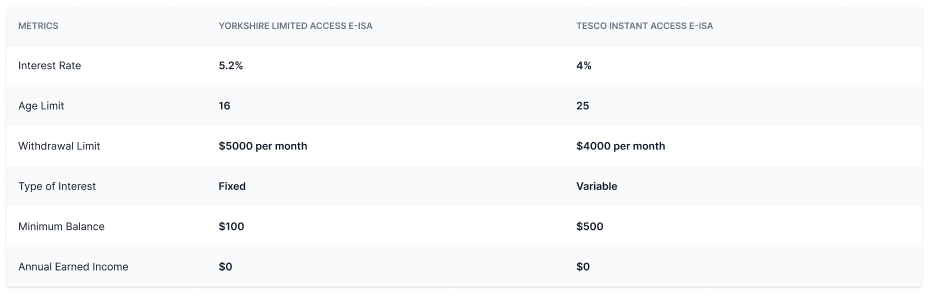 METRICS YORKSHIRE LIMITED ACCESS E-ISA TESCO INSTANT ACCESS E-ISA
Interest Rate 5.2% 4%
Age Limit 16 25
Withdrawal Limit $5000 per month $4000 per month
Type of Interest Fixed Variable
Minimum Balance $100 $500
Annual Earned Income $0 $0